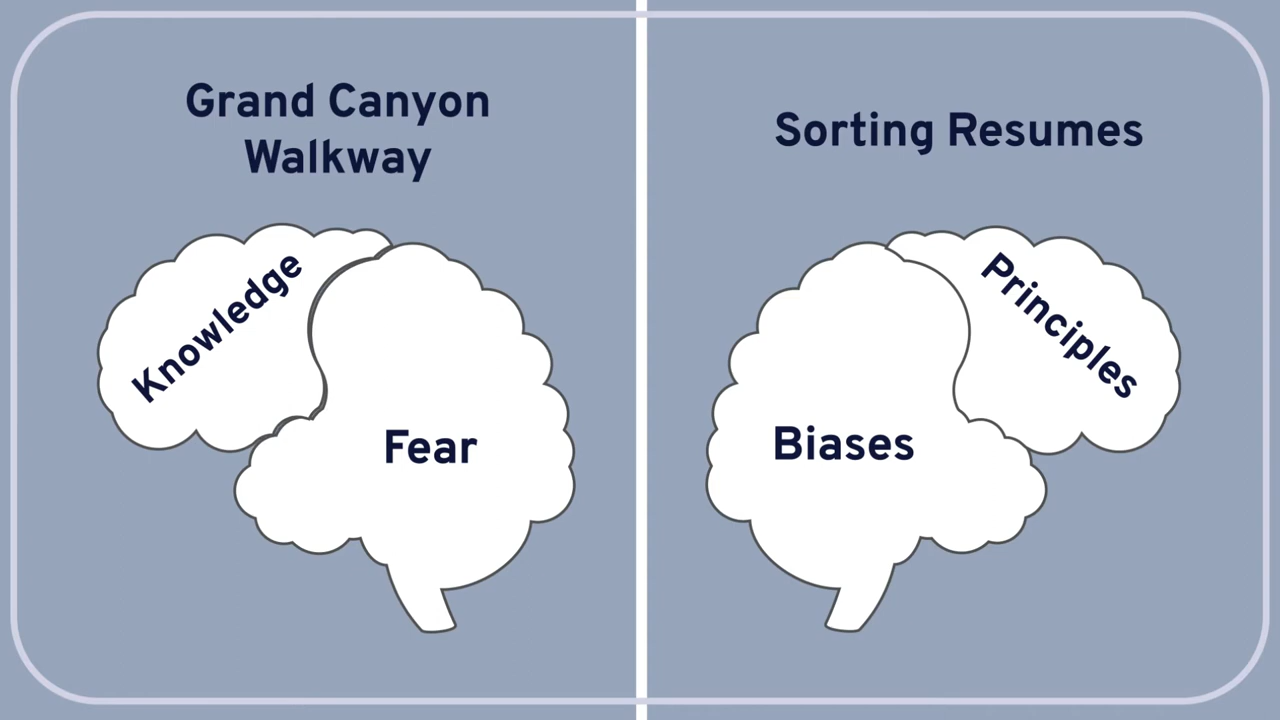 Grand Canyon
Walkway
Knowledge
Fear
Sorting Resumes
Principles
Biases